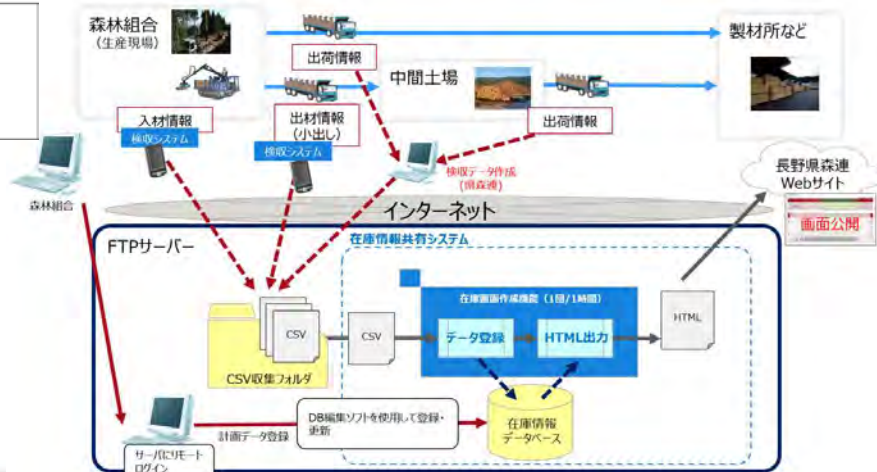 森林組合
(生産現場)
製材所など
出荷情報
中間土場
入材情報
検収システム
出材情報
(小出し)
検収システム
出荷情報
検収データ作成
(県森連)
長野県森連
Webサイト
画面公開
森林組合
インターネット
FTPサーバー
在庫情報共有システム
在庫画面作成機能(1回/1時間)
CSV
CSV
データ登録
HTML出力
HTML
CSV収集フォルダ
DB編集ソフトを使用して登録・
更新
計画データ登録
在庫情報
データベース
サーバにリモート
ログイン